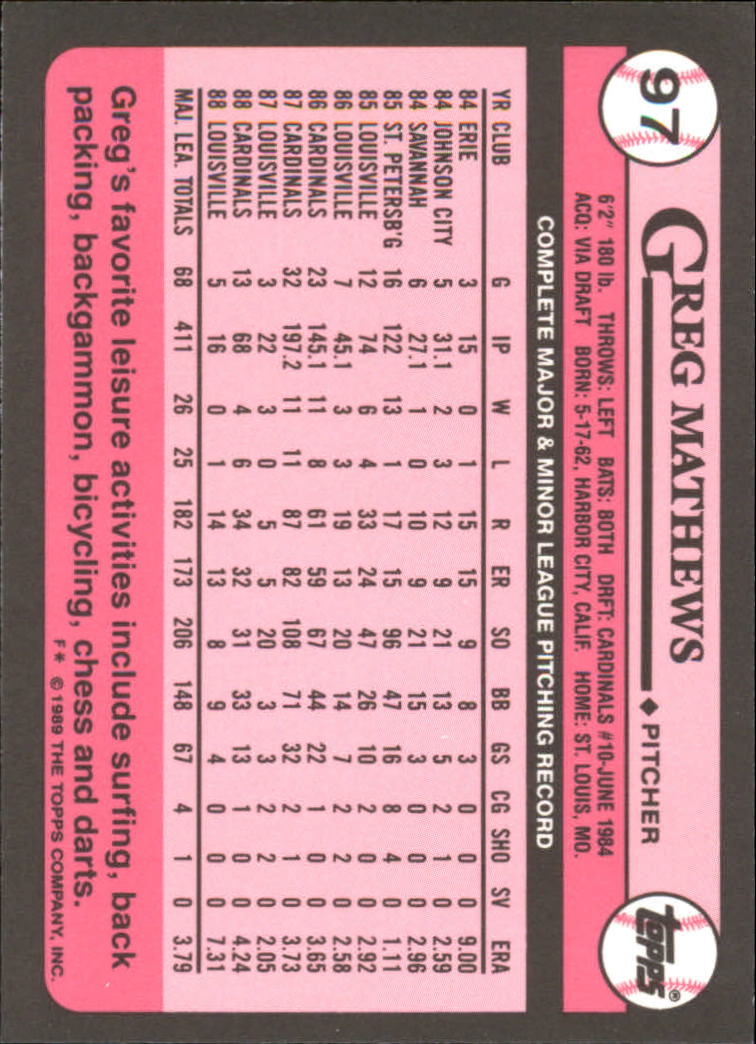 97
GREG MATHEWS
◆ PITCHER
topps®
6'2" 180 lb. THROWS: LEFT BATS: BOTH DRFT: CARDINALS #10-JUNE 1984
ACQ: VIA DRAFT BORN: 5-17-62, HARBOR CITY, CALIF. HOME: ST. LOUIS, MO.
COMPLETE MAJOR & MINOR LEAGUE PITCHING RECORD
YR CLUB G IP W L R ER SO BB GS CG SHO SV ERA
84 ERIE 3 15 0 1 15 15 9 8 3 0 0 0 9.00
84 JOHNSON CITY 5 31.1 2 3 12 9 21 13 5 2 1 0 2.59
84 SAVANNAH 6 27.1 1 0 10 9 21 15 3 0 0 0 2.96
85 ST. PETERSB'G 16 122 13 1 17 15 96 47 16 8 4 0 1.11
85 LOUISVILLE 12 74 6 4 33 24 47 26 10 2 0 0 2.92
86 LOUISVILLE 7 45.1 3 3 19 13 20 14 7 2 2 0 2.58
86 CARDINALS 23 145.1 11 8 61 59 67 44 22 1 0 0 3.65
87 CARDINALS 32 197.2 11 11 87 82 108 71 32 2 1 0 3.73
87 LOUISVILLE 3 22 3 0 5 5 20 3 3 2 2 0 2.05
88 CARDINALS 13 68 4 6 34 32 31 33 13 1 0 0 4.24
88 LOUISVILLE 5 16 0 1 14 13 8 9 4 0 0 0 7.31
MAJ. LEA. TOTALS 68 411 26 25 182 173 206 148 67 4 1 0 3.79
Greg's favorite leisure activities include surfing, back
packing, backgammon, bicycling, chess and darts.
F* © 1989 THE TOPPS COMPANY, INC.